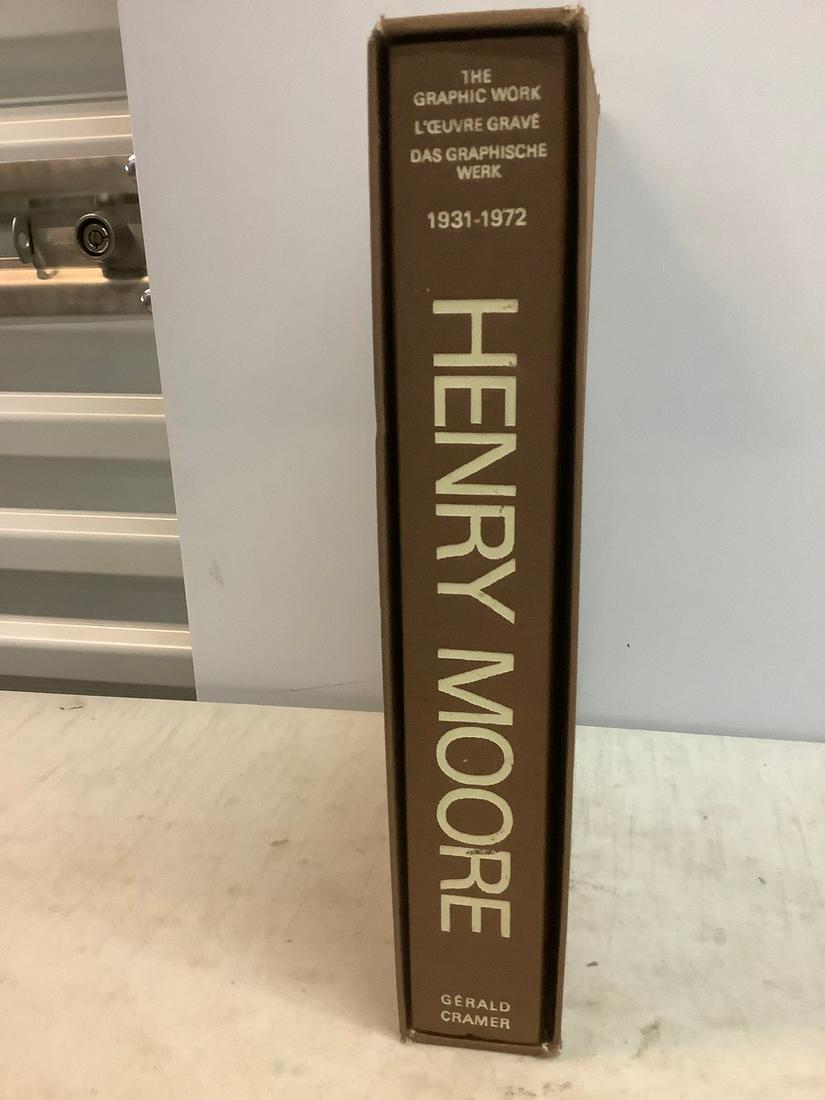 THE
GRAPHIC WORK
L'ŒUVRE GRAVÉ
DAS GRAPHISCHE
WERK
1931-1972
HENRY MOORE
GÉRALD
CRAMER